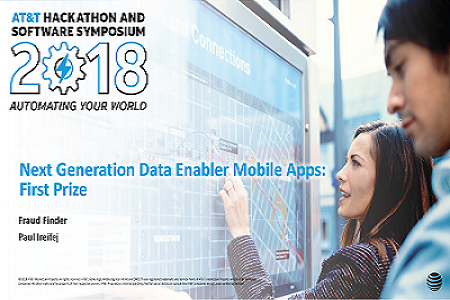 AT&T HACKATHON AND
SOFTWARE SYMPOSIUM
2018
AUTOMATING YOUR WORLD
Connections
Next Generation Data Enabler Mobile Apps:
First Prize
Fraud Finder
Paul Ireifej